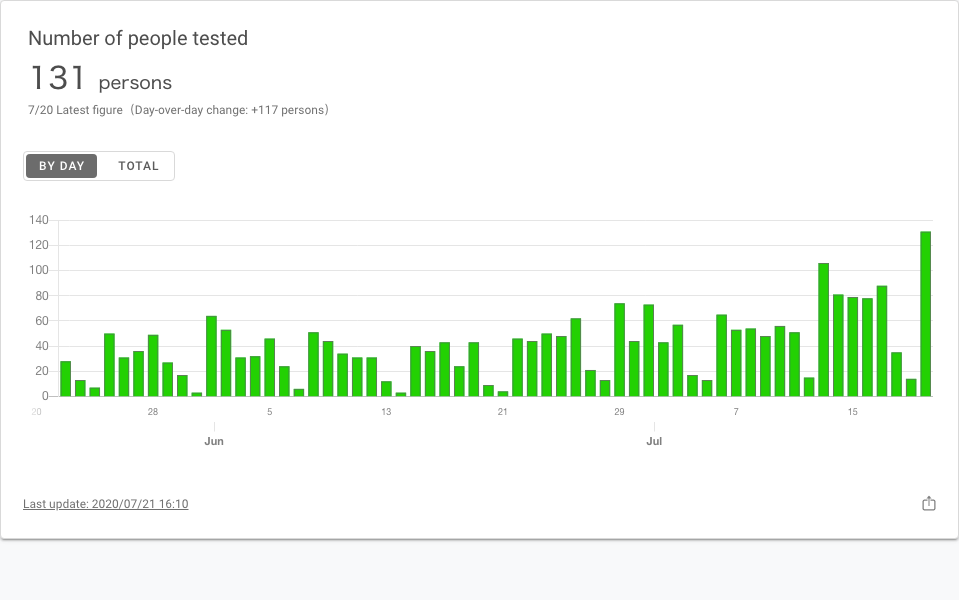 Number of people tested
131 persons
7/20 Latest figure（Day-over-day change: +117 persons）
BY DAY TOTAL
140
120
100
80
60
40
20
0
20 28 5 13 21 29 7 15
Jun Jul
Last update: 2020/07/21 16:10